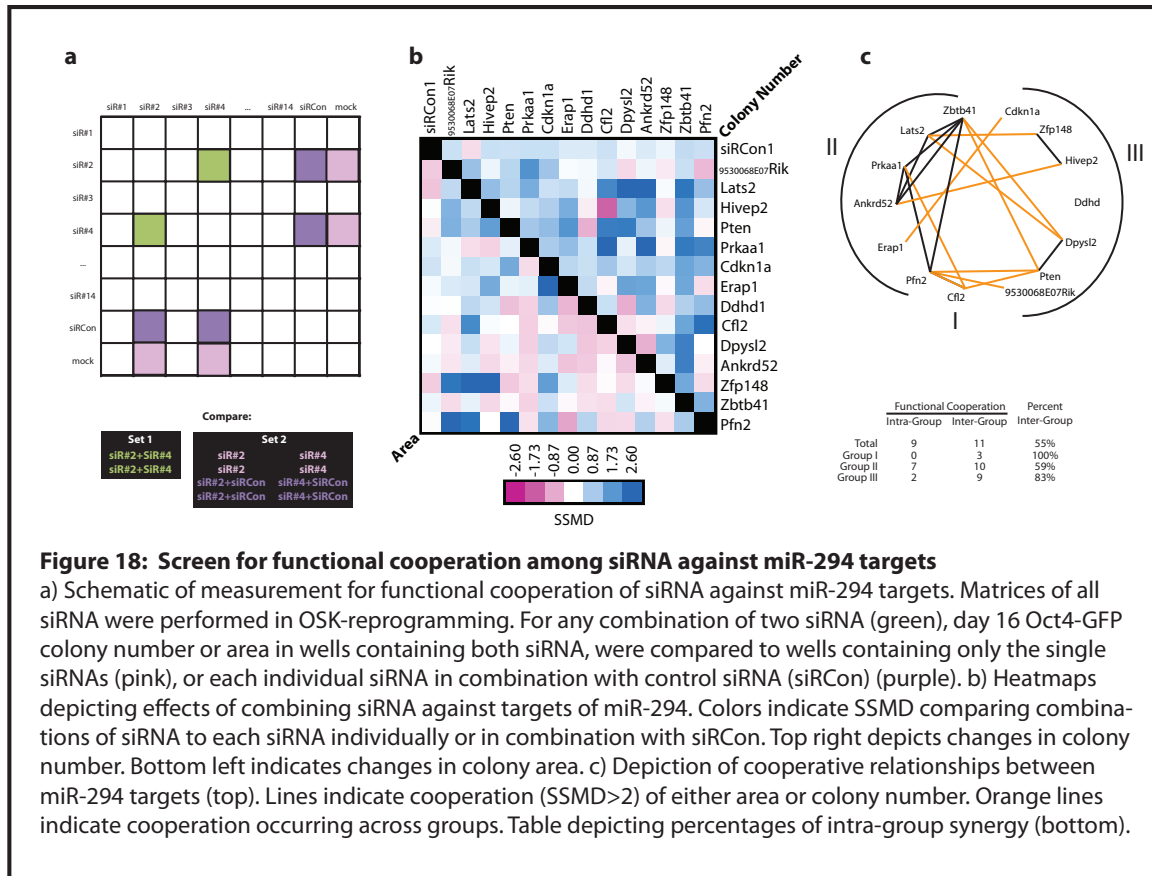 a
siR#1 siR#2 siR#3 siR#4 ... siR#14 siRCon mock
siR#1
siR#2
siR#3
siR#4
...
siR#14
siRCon
mock
Compare:
Set 1
siR#2+SiR#4
siR#2+SiR#4
Set 2
siR#2 siR#4
siR#2 siR#4
siR#2+siRCon siR#4+SiRCon
siR#2+siRCon siR#4+SiRCon
b
siRCon1
9530068E07Rik
Lats2
Hivep2
Pten
Prkaa1
Cdkn1a
Erap1
Ddhd1
Cfl2
Dpysl2
Ankrd52
Zfp148
Zbtb41
Pfn2
Colony Number
siRCon1
9530068E07Rik
Lats2
Hivep2
Pten
Prkaa1
Cdkn1a
Erap1
Ddhd1
Cfl2
Dpysl2
Ankrd52
Zfp148
Zbtb41
Pfn2
Area
-2.60
-1.73
-0.87
0.00
0.87
1.73
2.60
SSMD
c
Zbtb41
Cdkn1a
Lats2
Zfp148
II
Prkaa1
Hivep2
III
Ankrd52
Ddhd
Erap1
Dpysl2
Pfn2
Pten
Cfl2
9530068E07Rik
I
Functional Cooperation Percent
Intra-Group Inter-Group Inter-Group
Total 9 11 55%
Group I 0 3 100%
Group II 7 10 59%
Group III 2 9 83%
Figure 18: Screen for functional cooperation among siRNA against miR-294 targets
a) Schematic of measurement for functional cooperation of siRNA against miR-294 targets. Matrices of all
siRNA were performed in OSK-reprogramming. For any combination of two siRNA (green), day 16 Oct4-GFP
colony number or area in wells containing both siRNA, were compared to wells containing only the single
siRNAs (pink), or each individual siRNA in combination with control siRNA (siRCon) (purple). b) Heatmaps
depicting effects of combining siRNA against targets of miR-294. Colors indicate SSMD comparing combina-
tions of siRNA to each siRNA individually or in combination with siRCon. Top right depicts changes in colony
number. Bottom left indicates changes in colony area. c) Depiction of cooperative relationships between
miR-294 targets (top). Lines indicate cooperation (SSMD>2) of either area or colony number. Orange lines
indicate cooperation occurring across groups. Table depicting percentages of intra-group synergy (bottom).